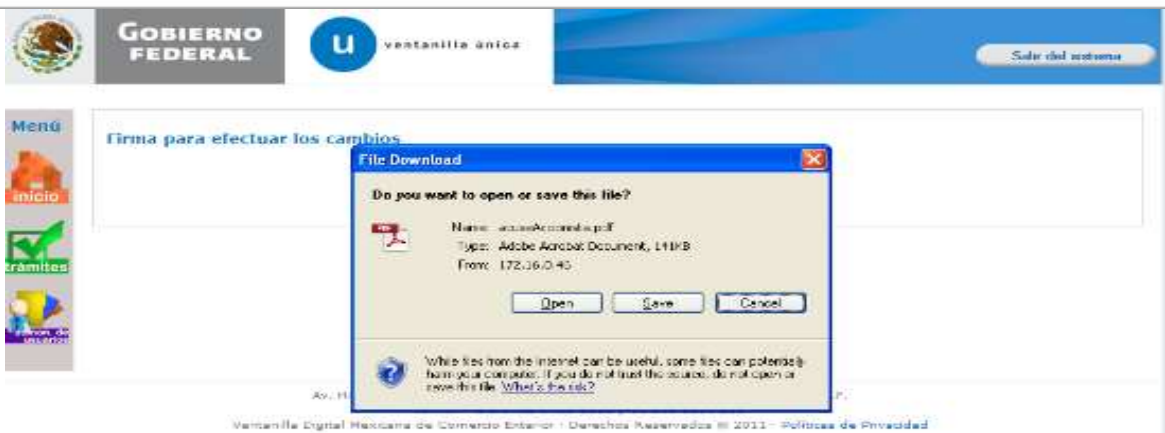 GOBIERNO
FEDERAL
u
ventanilla única
Salir del sistema
Menú
inicio
trámites
Firma para efectuar los cambios
File Download
Do you want to open or save this file?
Name:
Type: Adobe Acrobat Document, 141KB
From: 172.16.0.45
Open
Save
Cancel
While files from the Internet can be useful, some files can potentially
harm your computer. If you do not trust the source, do not open or
save this file. What's the risk?
Av.
Ventanilla Digital Mexicana de Comercio Exterior - Derechos Reservados © 2011 - Políticas de Privacidad